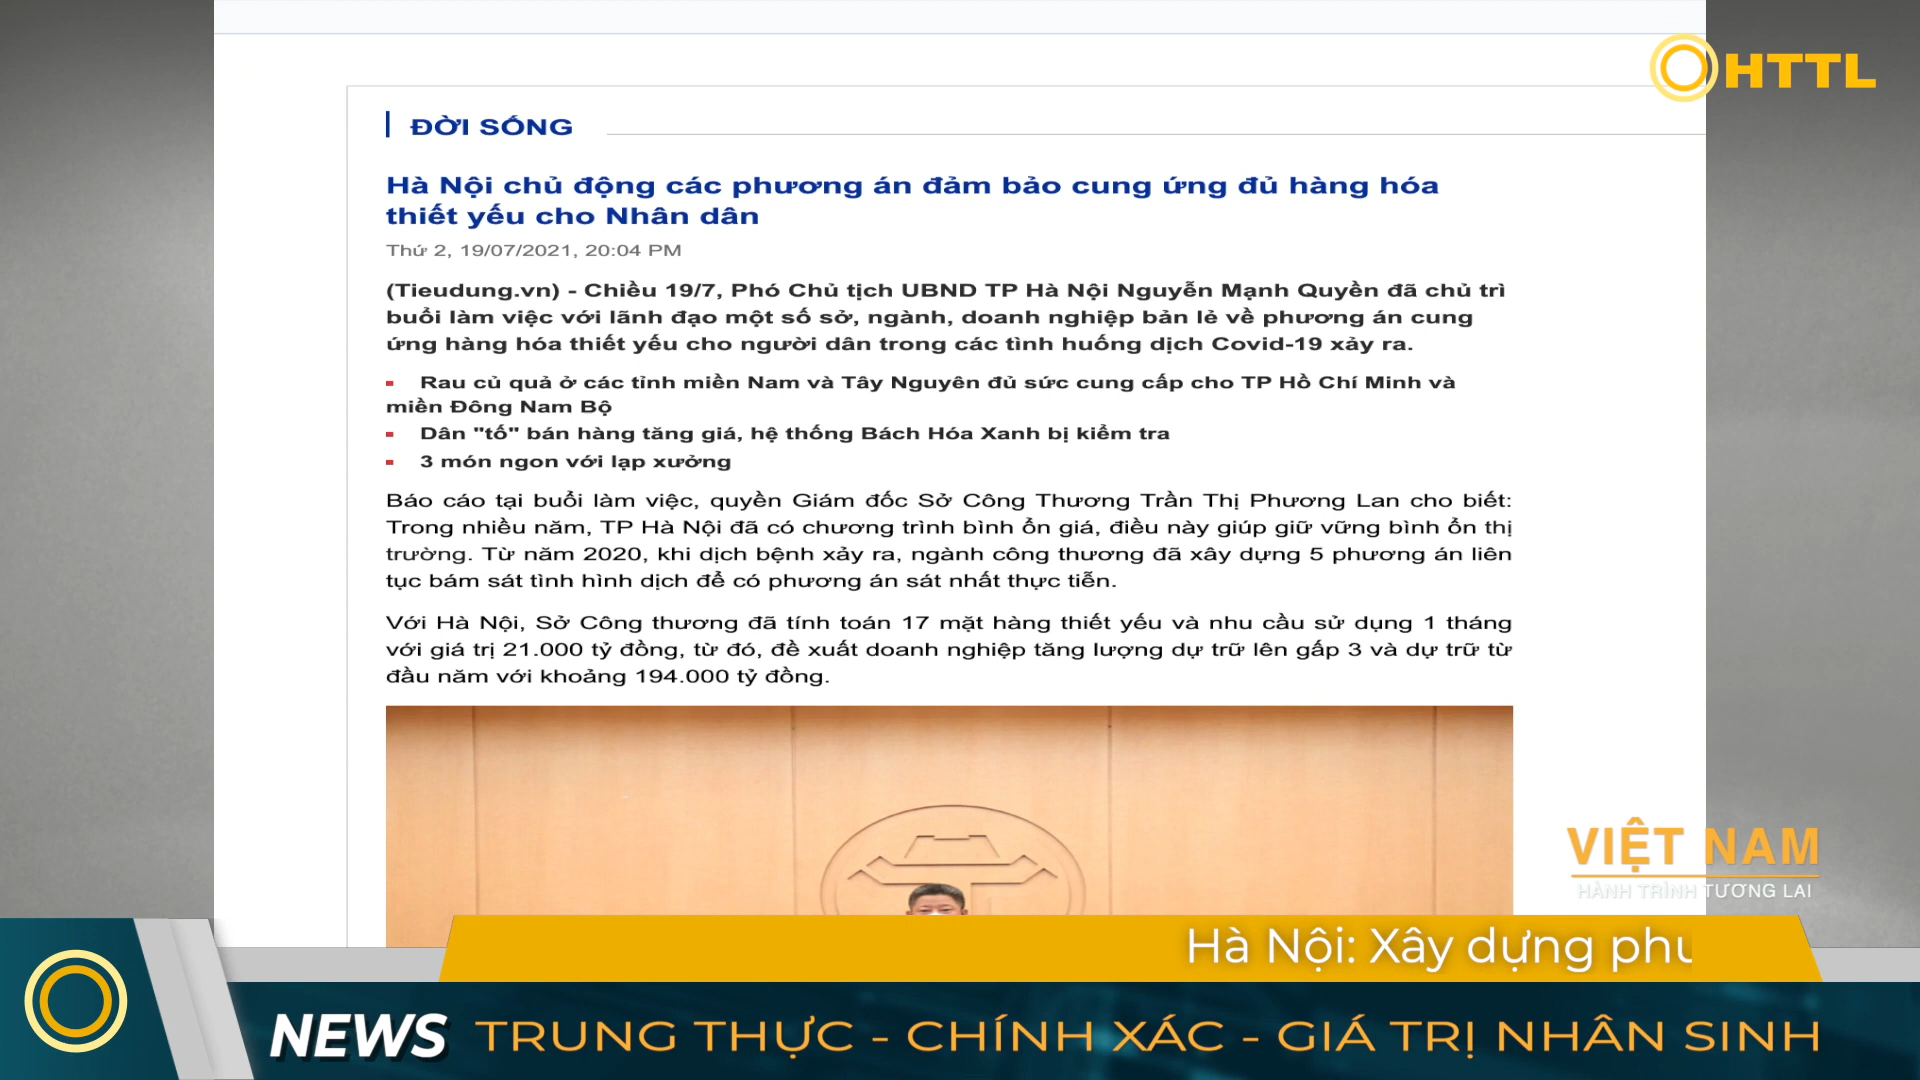 HTTL
ĐỜI SỐNG
Hà Nội chủ động các phương án đảm bảo cung ứng đủ hàng hóa
thiết yếu cho Nhân dân
Thứ 2, 19/07/2021, 20:04 PM
(Tieudung.vn) - Chiều 19/7, Phó Chủ tịch UBND TP Hà Nội Nguyễn Mạnh Quyền đã chủ trì
buổi làm việc với lãnh đạo một số sở, ngành, doanh nghiệp bản lẻ về phương án cung
ứng hàng hóa thiết yếu cho người dân trong các tình huống dịch Covid-19 xảy ra.
Rau củ quả ở các tỉnh miền Nam và Tây Nguyên đủ sức cung cấp cho TP Hồ Chí Minh và
miền Đông Nam Bộ
Dân "tố" bán hàng tăng giá, hệ thống Bách Hóa Xanh bị kiểm tra
3 món ngon với lạp xưởng
Báo cáo tại buổi làm việc, quyền Giám đốc Sở Công Thương Trần Thị Phương Lan cho biết:
Trong nhiều năm, TP Hà Nội đã có chương trình bình ổn giá, điều này giúp giữ vững bình ổn thị
trường. Từ năm 2020, khi dịch bệnh xảy ra, ngành công thương đã xây dựng 5 phương án liên
tục bám sát tình hình dịch để có phương án sát nhất thực tiễn.
Với Hà Nội, Sở Công thương đã tính toán 17 mặt hàng thiết yếu và nhu cầu sử dụng 1 tháng
với giá trị 21.000 tỷ đồng, từ đó, đề xuất doanh nghiệp tăng lượng dự trữ lên gấp 3 và dự trữ từ
đầu năm với khoảng 194.000 tỷ đồng.
VIỆT NAM
HÀNH TRÌNH TƯƠNG LAI
Hà Nội: Xây dựng phư
NEWS TRUNG THỰC - CHÍNH XÁC - GIÁ TRỊ NHÂN SINH